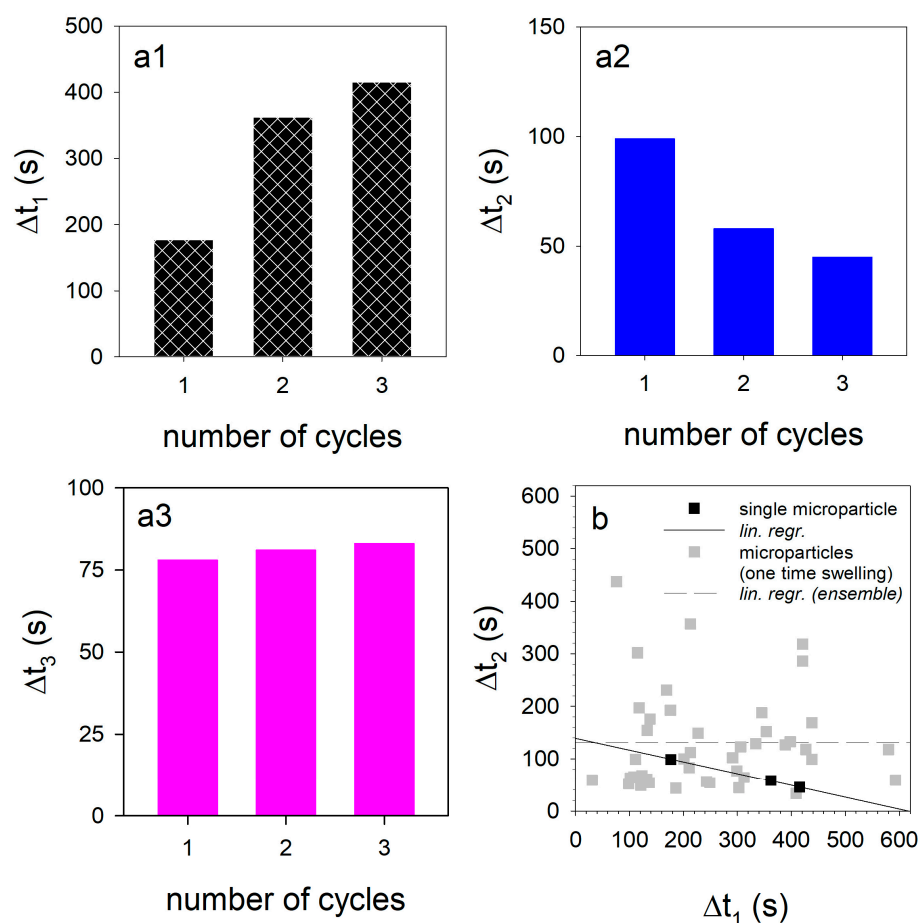 a1
500
400
300
200
100
0
Δt₁ (s)
1 2 3
number of cycles
a2
150
100
50
0
Δt₂ (s)
1 2 3
number of cycles
a3
100
75
50
25
0
Δt₃ (s)
1 2 3
number of cycles
b
single microparticle
lin. regr.
microparticles
(one time swelling)
lin. regr. (ensemble)
600
500
400
300
200
100
0
Δt₂ (s)
0 100 200 300 400 500 600
Δt₁ (s)